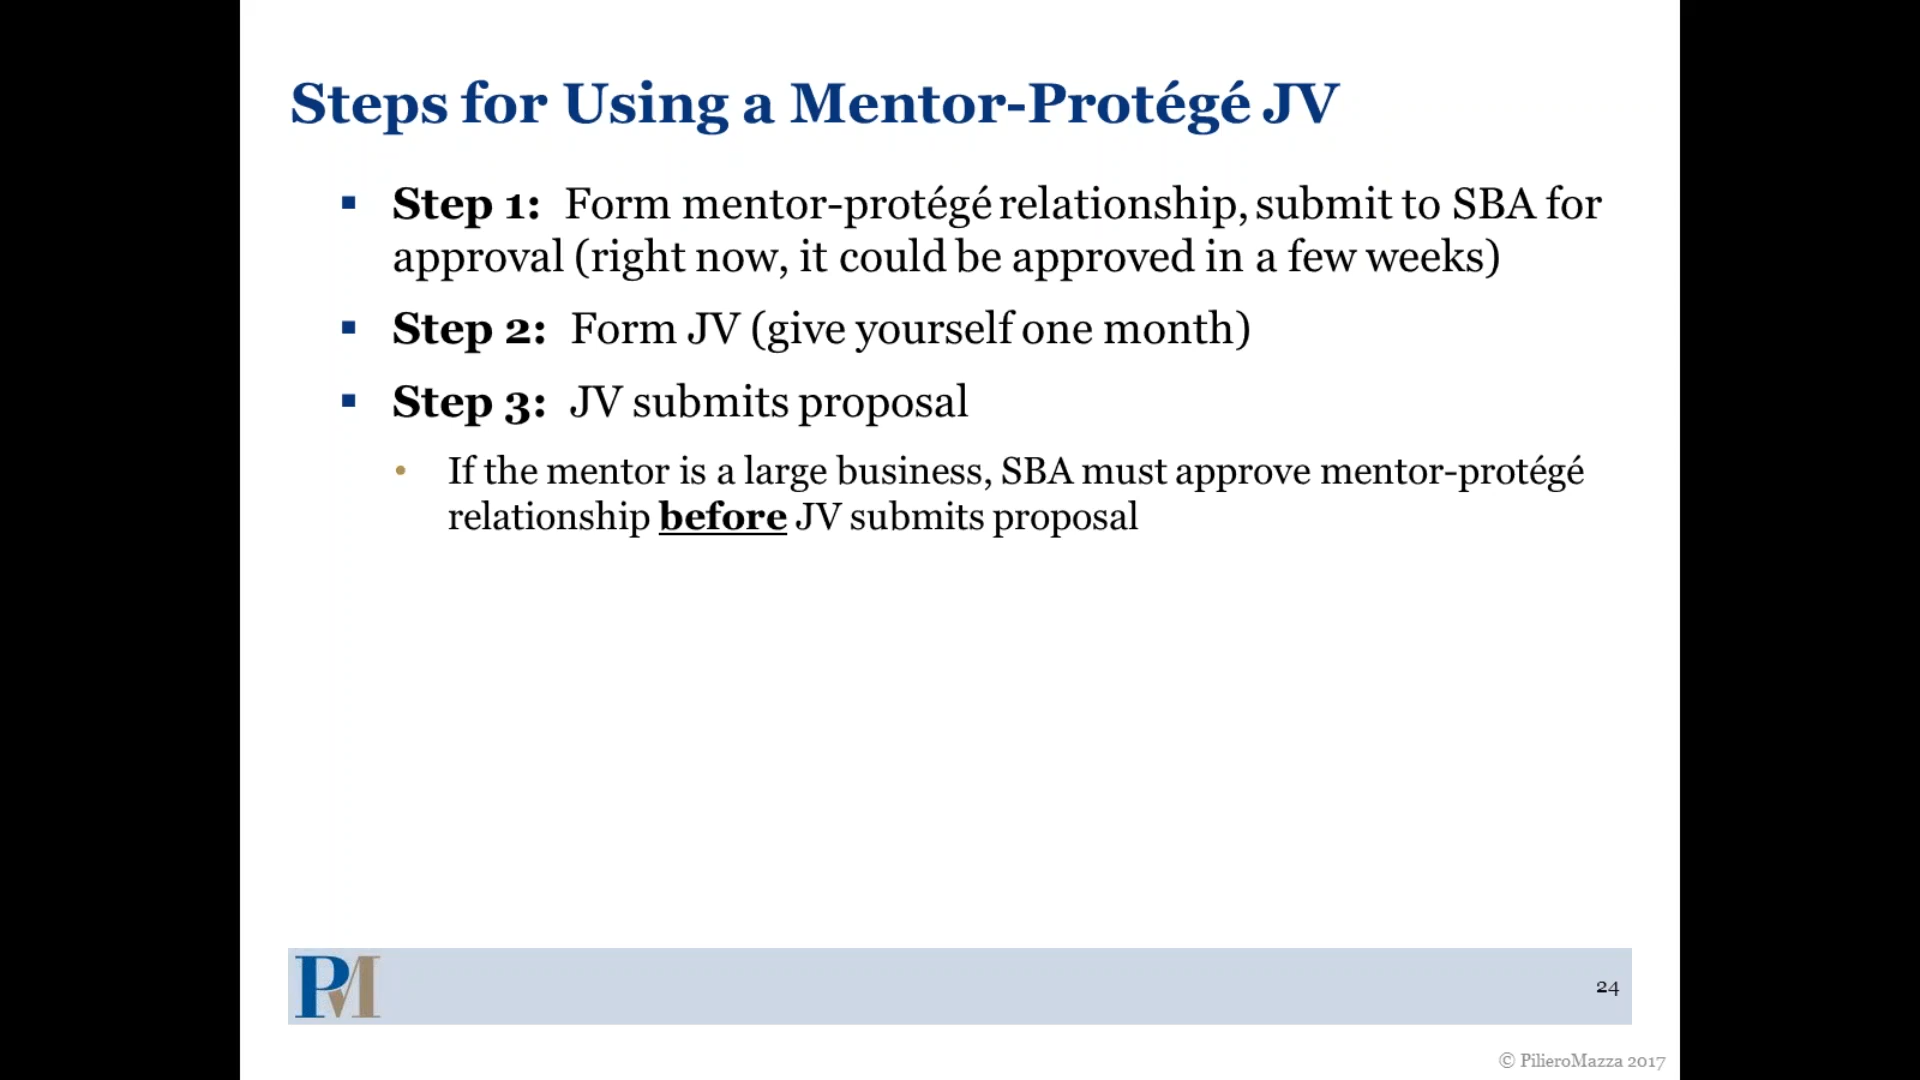 Steps for Using a Mentor-Protégé JV
▪ Step 1: Form mentor-protégé relationship, submit to SBA for
approval (right now, it could be approved in a few weeks)
▪ Step 2: Form JV (give yourself one month)
▪ Step 3: JV submits proposal
• If the mentor is a large business, SBA must approve mentor-protégé
relationship before JV submits proposal
PM
24
© PilieroMazza 2017